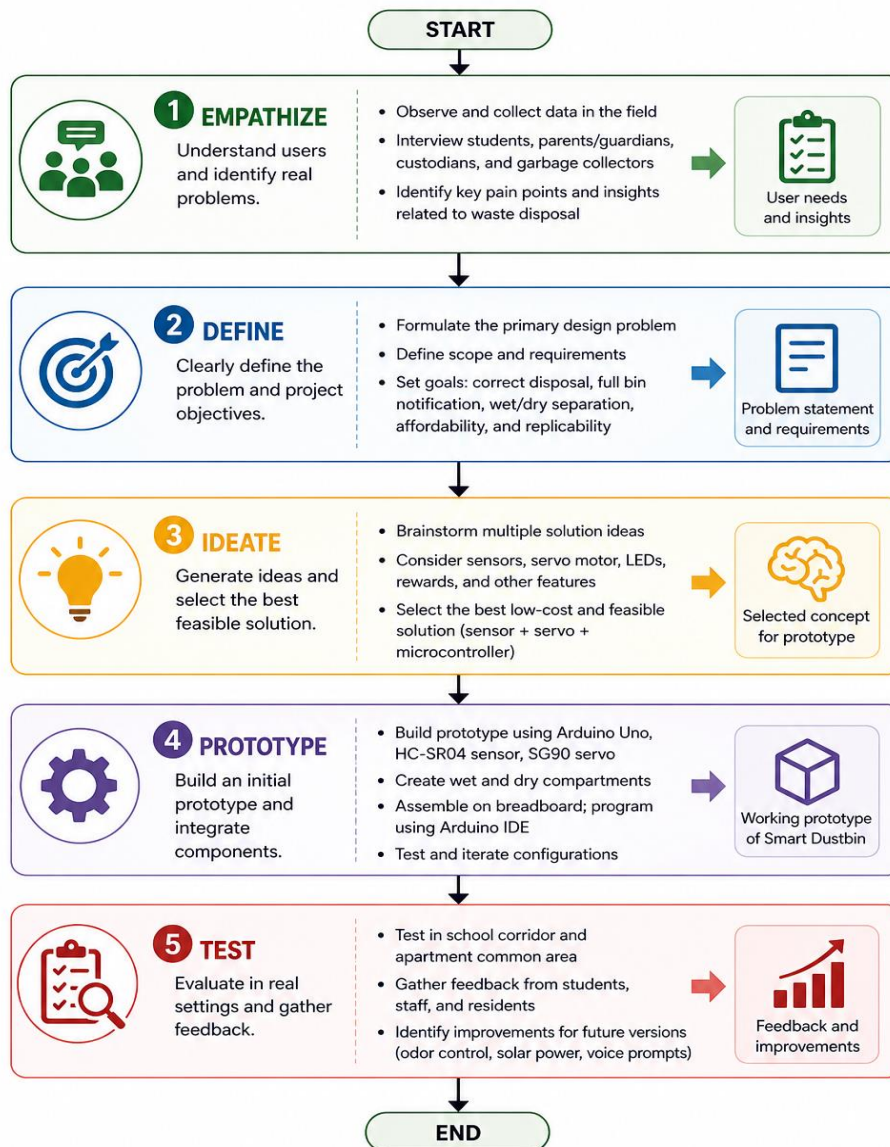 START
1 EMPATHIZE
Understand users
and identify real
problems.
• Observe and collect data in the field
• Interview students, parents/guardians,
custodians, and garbage collectors
• Identify key pain points and insights
related to waste disposal
User needs
and insights
2 DEFINE
Clearly define the
problem and project
objectives.
• Formulate the primary design problem
• Define scope and requirements
• Set goals: correct disposal, full bin
notification, wet/dry separation,
affordability, and replicability
Problem statement
and requirements
3 IDEATE
Generate ideas and
select the best
feasible solution.
• Brainstorm multiple solution ideas
• Consider sensors, servo motor, LEDs,
rewards, and other features
• Select the best low-cost and feasible
solution (sensor + servo +
microcontroller)
Selected concept
for prototype
4 PROTOTYPE
Build an initial
prototype and
integrate
components.
• Build prototype using Arduino Uno,
HC-SR04 sensor, SG90 servo
• Create wet and dry compartments
• Assemble on breadboard; program
using Arduino IDE
• Test and iterate configurations
Working prototype
of Smart Dustbin
5 TEST
Evaluate in real
settings and gather
feedback.
• Test in school corridor and
apartment common area
• Gather feedback from students,
staff, and residents
• Identify improvements for future versions
(odor control, solar power, voice prompts)
Feedback and
improvements
END